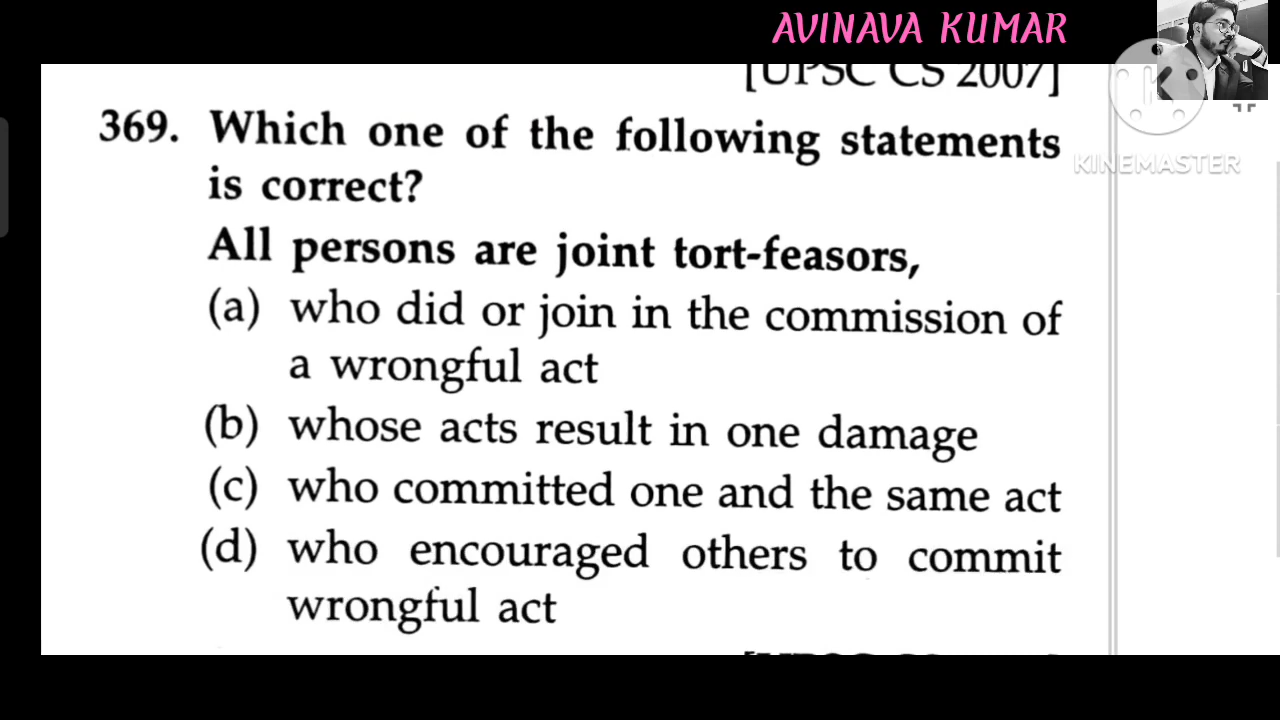 AVINAVA KUMAR
[UPSC CS 2007]
KINEMASTER
369. Which one of the following statements
is correct?
All persons are joint tort-feasors,
(a) who did or join in the commission of
a wrongful act
(b) whose acts result in one damage
(c) who committed one and the same act
(d) who encouraged others to commit
wrongful act